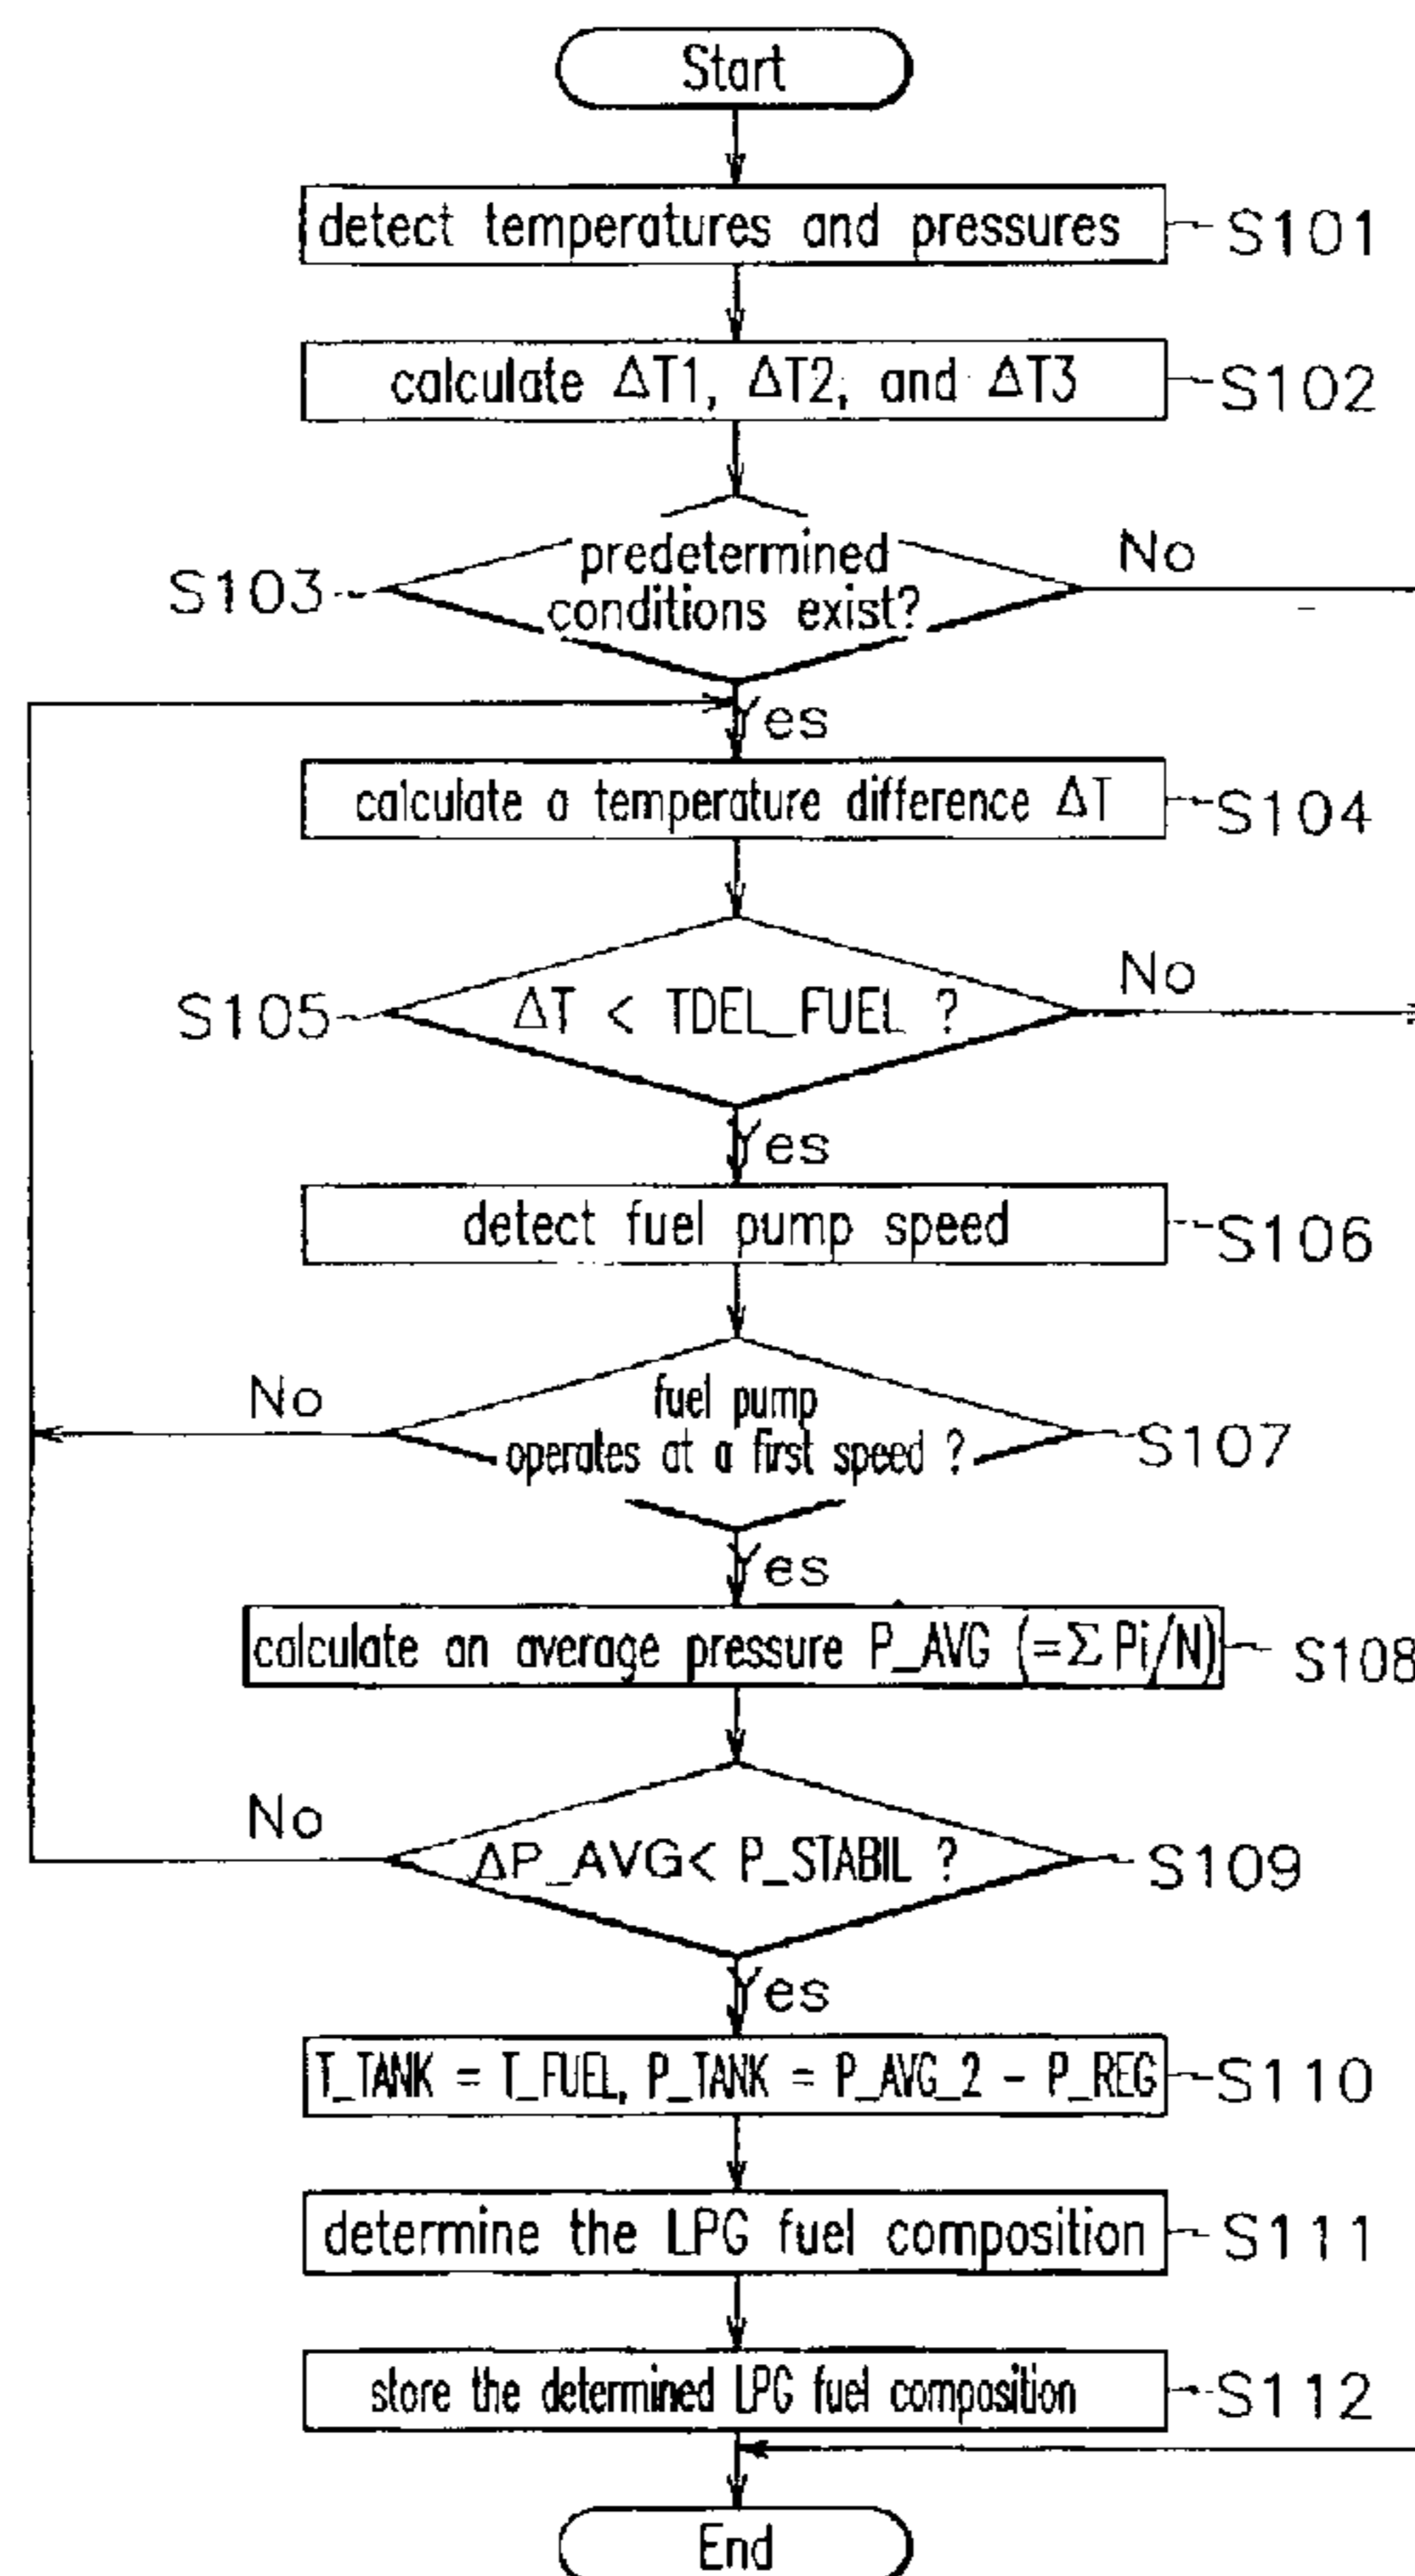 Start
detect temperatures and pressures
S101
calculate ΔT1, ΔT2, and ΔT3
S102
predetermined
conditions exist?
S103
No
Yes
calculate a temperature difference ΔT
S104
ΔT < TDEL_FUEL ?
S105
No
Yes
detect fuel pump speed
S106
fuel pump
operates at a first speed ?
S107
No
Yes
calculate an average pressure P_AVG (=Σ Pi/N)
S108
ΔP_AVG< P_STABIL ?
S109
No
Yes
T_TANK = T_FUEL, P_TANK = P_AVG_2 - P_REG
S110
determine the LPG fuel composition
S111
store the determined LPG fuel composition
S112
End